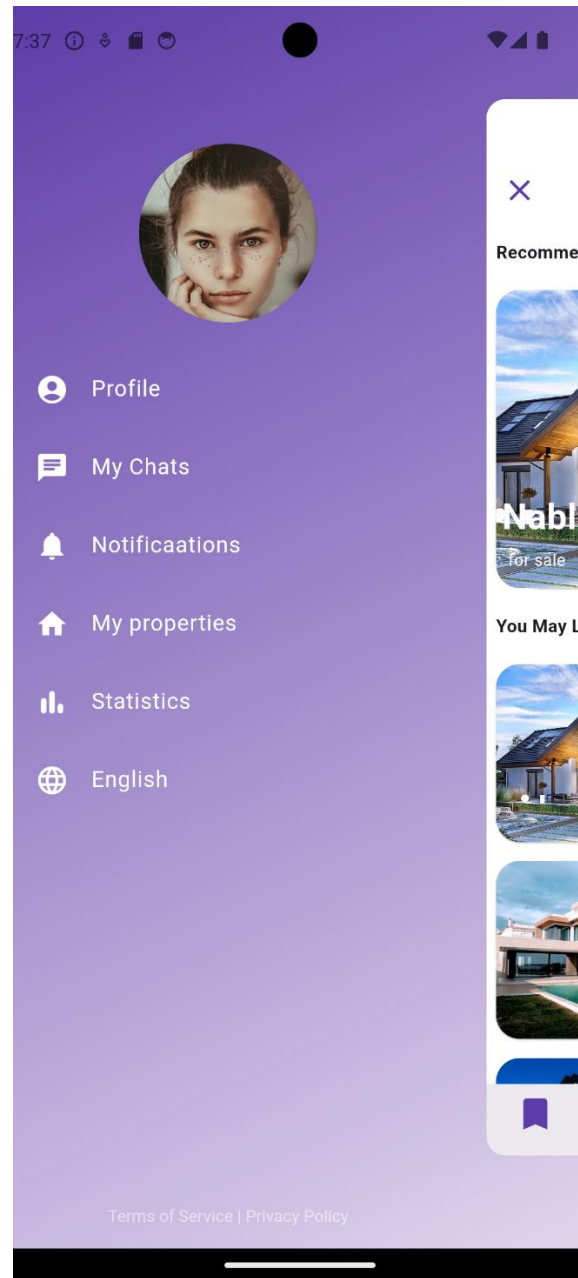 7:37
Recomme
Profile
My Chats
Notificaations
Nabl
for sale
My properties
You May L
Statistics
English
Terms of Service | Privacy Policy